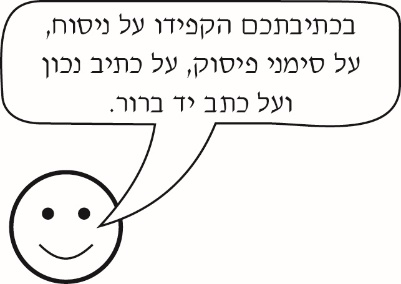 בכתיבתכם הקפידו על ניסוח,
על סימני פיסוק, על כתיב נכון
ועל כתב יד ברור.